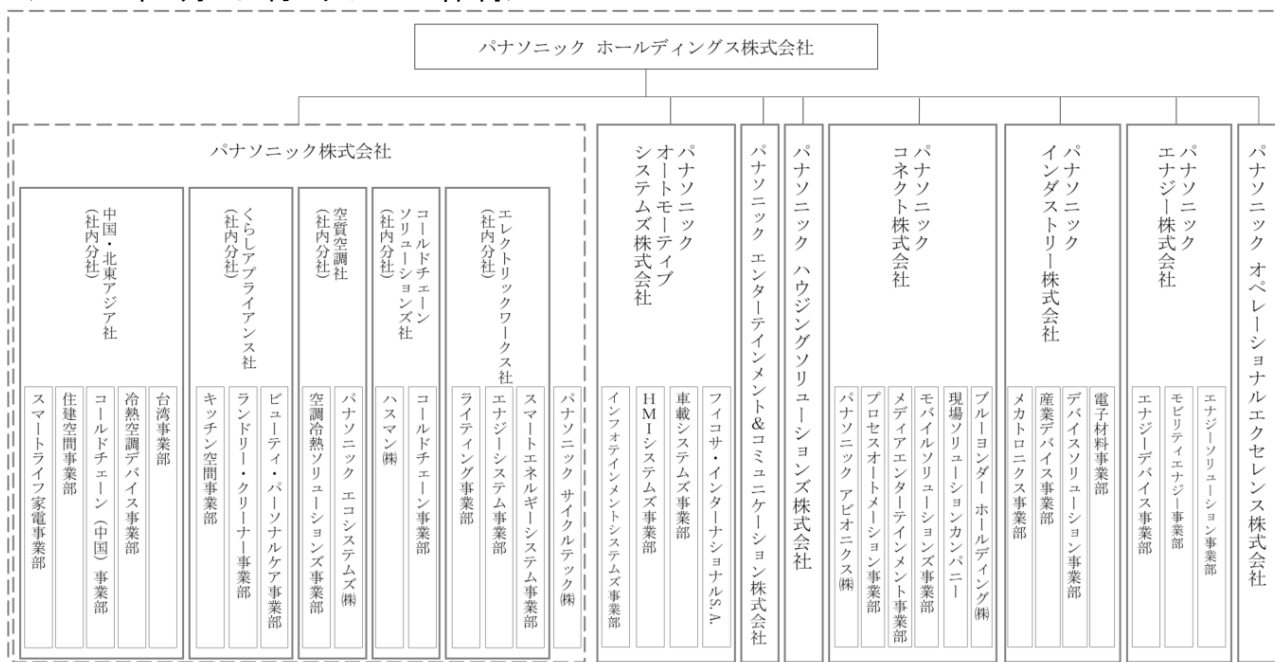 パナソニック ホールディングス株式会社
パナソニック株式会社
中国・北東アジア社
(社内分社)
スマートライフ家電事業部
住建空間事業部
コールドチェーン(中国)事業部
冷熱空調デバイス事業部
台湾事業部
くらしアプライアンス社
(社内分社)
キッチン空間事業部
ランドリー・クリーナー事業部
ビューティ・パーソナルケア事業部
空質空調社
(社内分社)
空調冷熱ソリューションズ事業部
パナソニック エコシステムズ㈱
コールドチェーン
ソリューションズ社
(社内分社)
ハスマン㈱
コールドチェーン事業部
エレクトリックワークス社
(社内分社)
ライティング事業部
エナジーシステム事業部
スマートエネルギーシステム事業部
パナソニック サイクルテック㈱
パナソニック
オートモーティブ
システムズ株式会社
インフォテインメントシステムズ事業部
HMIシステムズ事業部
車載システムズ事業部
フィコサ・インターナショナルS.A.
パナソニック エンターテインメント&コミュニケーション株式会社
パナソニック ハウジングソリューションズ株式会社
パナソニック
コネクト株式会社
パナソニック アビオニクス㈱
プロセスオートメーション事業部
メディアエンターテインメント事業部
モバイルソリューションズ事業部
現場ソリューションカンパニー
ブルーヨンダー ホールディング㈱
パナソニック
インダストリー株式会社
メカトロニクス事業部
産業デバイス事業部
デバイスソリューション事業部
電子材料事業部
パナソニック
エナジー株式会社
エナジーデバイス事業部
モビリティエナジー事業部
エナジーソリューション事業部
パナソニック オペレーショナルエクセレンス株式会社